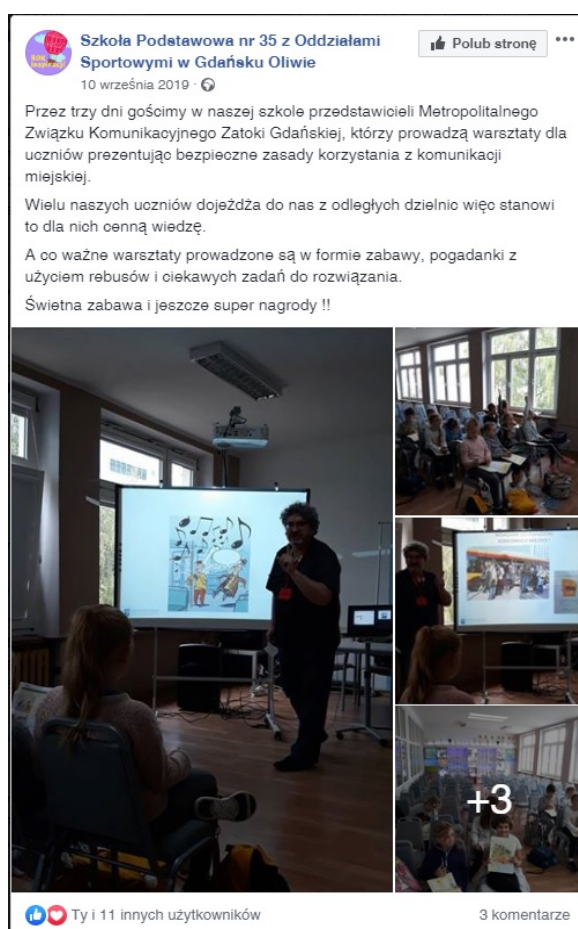 Szkoła Podstawowa nr 35 z Oddziałami
Sportowymi w Gdańsku Oliwie
10 września 2019 ·
Polub stronę
Przez trzy dni gościmy w naszej szkole przedstawicieli Metropolitalnego
Związku Komunikacyjnego Zatoki Gdańskiej, którzy prowadzą warsztaty dla
uczniów prezentując bezpieczne zasady korzystania z komunikacji
miejskiej.
Wielu naszych uczniów dojeżdża do nas z odległych dzielnic więc stanowi
to dla nich cenną wiedzę.
A co ważne warsztaty prowadzone są w formie zabawy, pogadanki z
użyciem rebusów i ciekawych zadań do rozwiązania.
Świetna zabawa i jeszcze super nagrody !!
+3
Ty i 11 innych użytkowników
3 komentarze